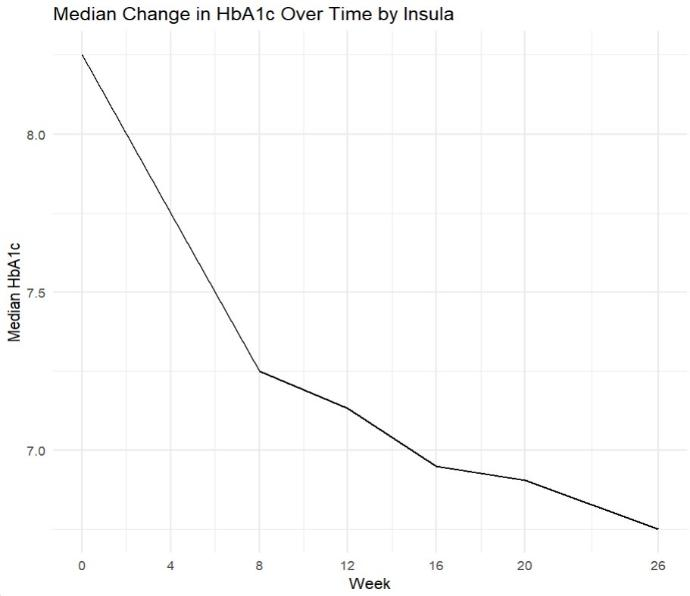 Median Change in HbA1c Over Time by Insula
8.0
7.5
7.0
Median HbA1c
0 4 8 12 16 20 26
Week